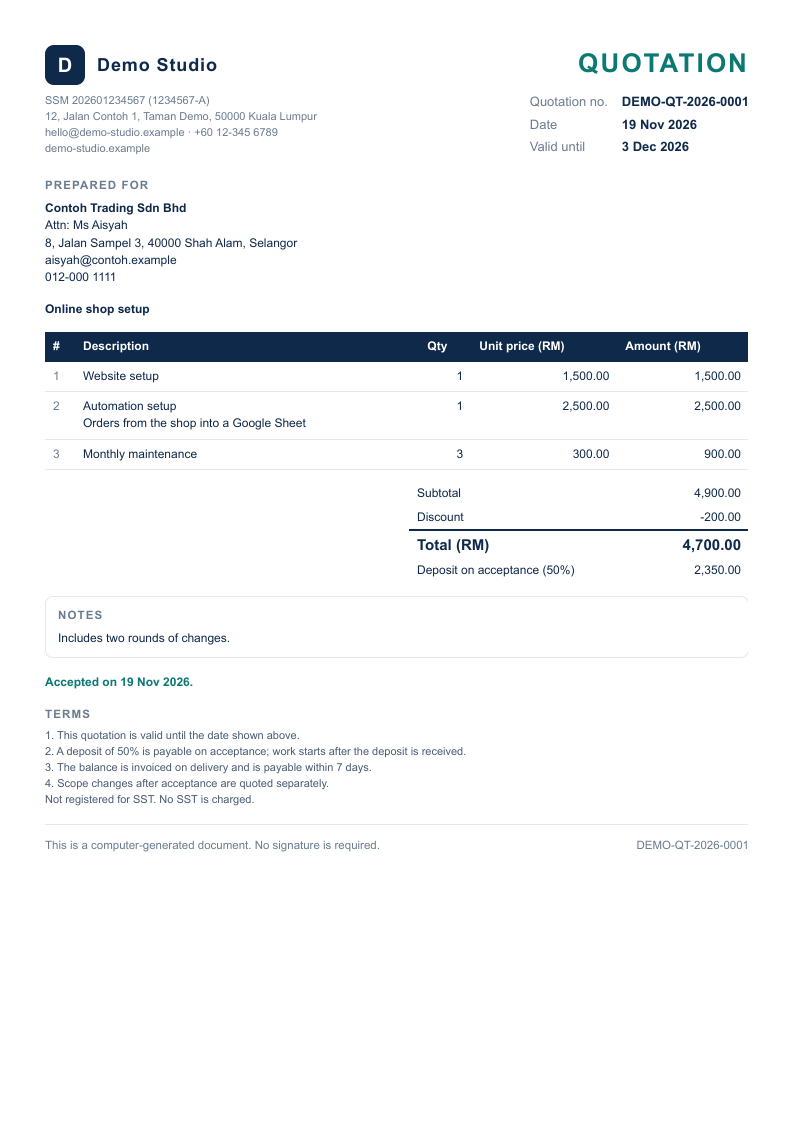 D Demo Studio
QUOTATION
SSM 202601234567 (1234567-A)
12, Jalan Contoh 1, Taman Demo, 50000 Kuala Lumpur
hello@demo-studio.example · +60 12-345 6789
demo-studio.example
Quotation no. DEMO-QT-2026-0001
Date 19 Nov 2026
Valid until 3 Dec 2026
PREPARED FOR
Contoh Trading Sdn Bhd
Attn: Ms Aisyah
8, Jalan Sampel 3, 40000 Shah Alam, Selangor
aisyah@contoh.example
012-000 1111
Online shop setup
# Description Qty Unit price (RM) Amount (RM)
1 Website setup 1 1,500.00 1,500.00
2 Automation setup 1 2,500.00 2,500.00
Orders from the shop into a Google Sheet
3 Monthly maintenance 3 300.00 900.00
Subtotal 4,900.00
Discount -200.00
Total (RM) 4,700.00
Deposit on acceptance (50%) 2,350.00
NOTES
Includes two rounds of changes.
Accepted on 19 Nov 2026.
TERMS
1. This quotation is valid until the date shown above.
2. A deposit of 50% is payable on acceptance; work starts after the deposit is received.
3. The balance is invoiced on delivery and is payable within 7 days.
4. Scope changes after acceptance are quoted separately.
Not registered for SST. No SST is charged.
This is a computer-generated document. No signature is required. DEMO-QT-2026-0001